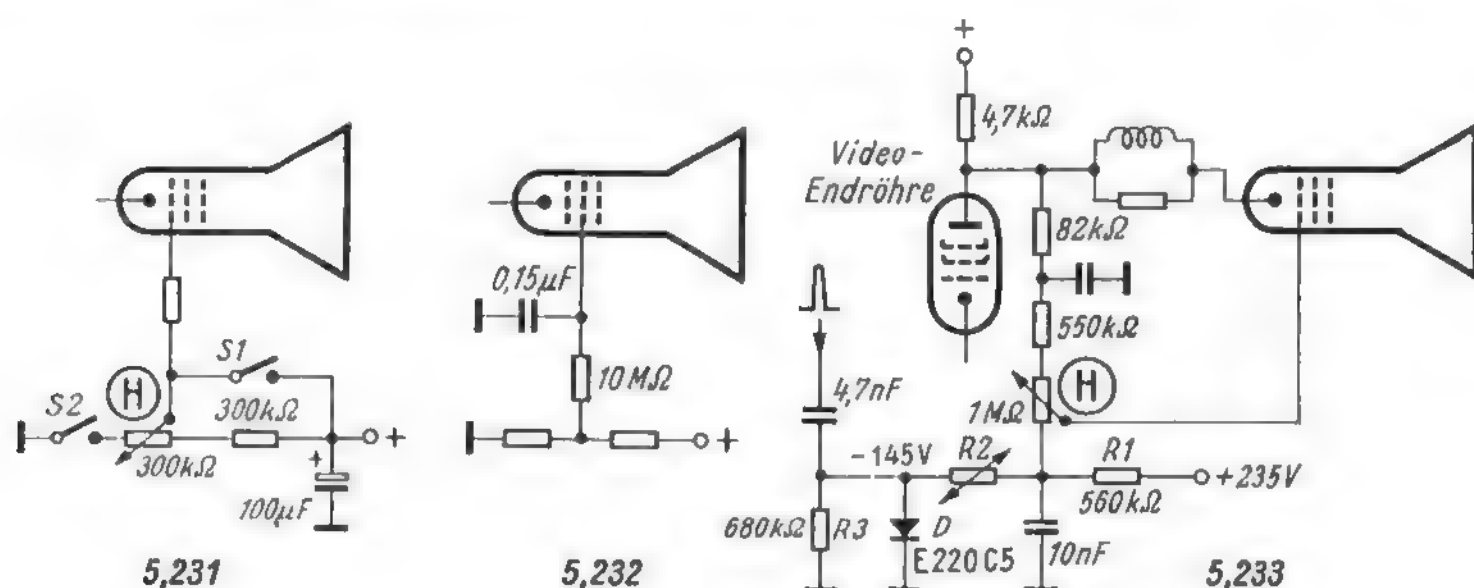 S1
S2
H
300kΩ
300kΩ
+
+
100µF
5,231
0,15µF
10MΩ
+
5,232
+
4,7kΩ
Video-
Endröhre
82kΩ
550kΩ
H
1MΩ
4,7nF
-145V
R2
R1
+235V
560kΩ
680kΩ
R3
D
E220C5
10nF
5,233